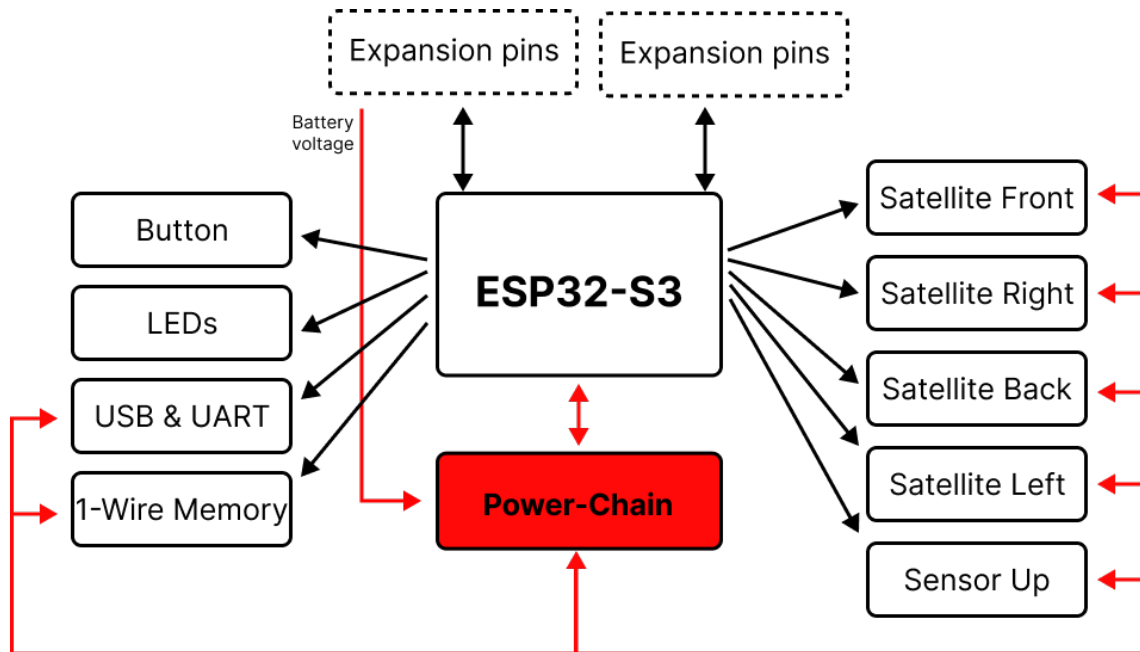 Expansion pins
Expansion pins
Battery
voltage
Button
LEDs
USB & UART
1-Wire Memory
ESP32-S3
Power-Chain
Satellite Front
Satellite Right
Satellite Back
Satellite Left
Sensor Up